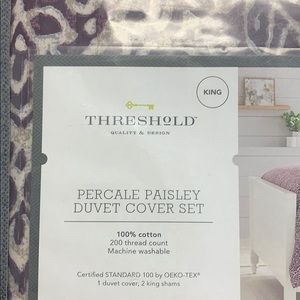 KING
THRESHOLD
QUALITY & DESIGN
PERCALE PAISLEY
DUVET COVER SET
100% cotton
200 thread count
Machine washable
Certified STANDARD 100 by OEKO-TEX®
1 duvet cover, 2 king shams